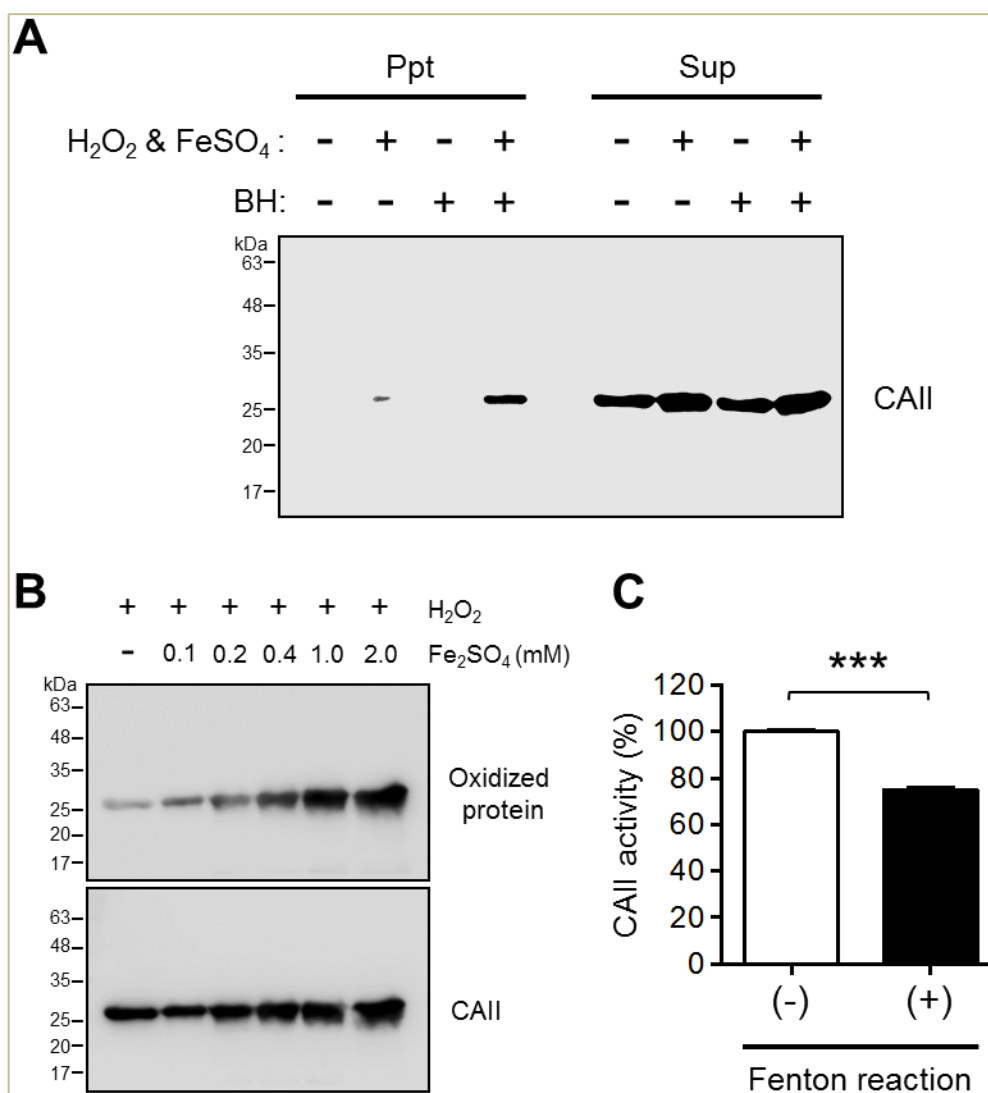 A
Ppt Sup
H₂O₂ & FeSO₄ : - + - + - + - +
BH: - - + + - - + +
kDa
63
48
35
25
20
17
CAII
B
+ + + + + + H₂O₂
- 0.1 0.2 0.4 1.0 2.0 Fe₂SO₄ (mM)
kDa
63
48
35
25
20
17
Oxidized
protein
63
48
35
25
20
17
CAII
C
***
CAII activity (%)
120
100
80
60
40
20
0
(-) (+)
Fenton reaction